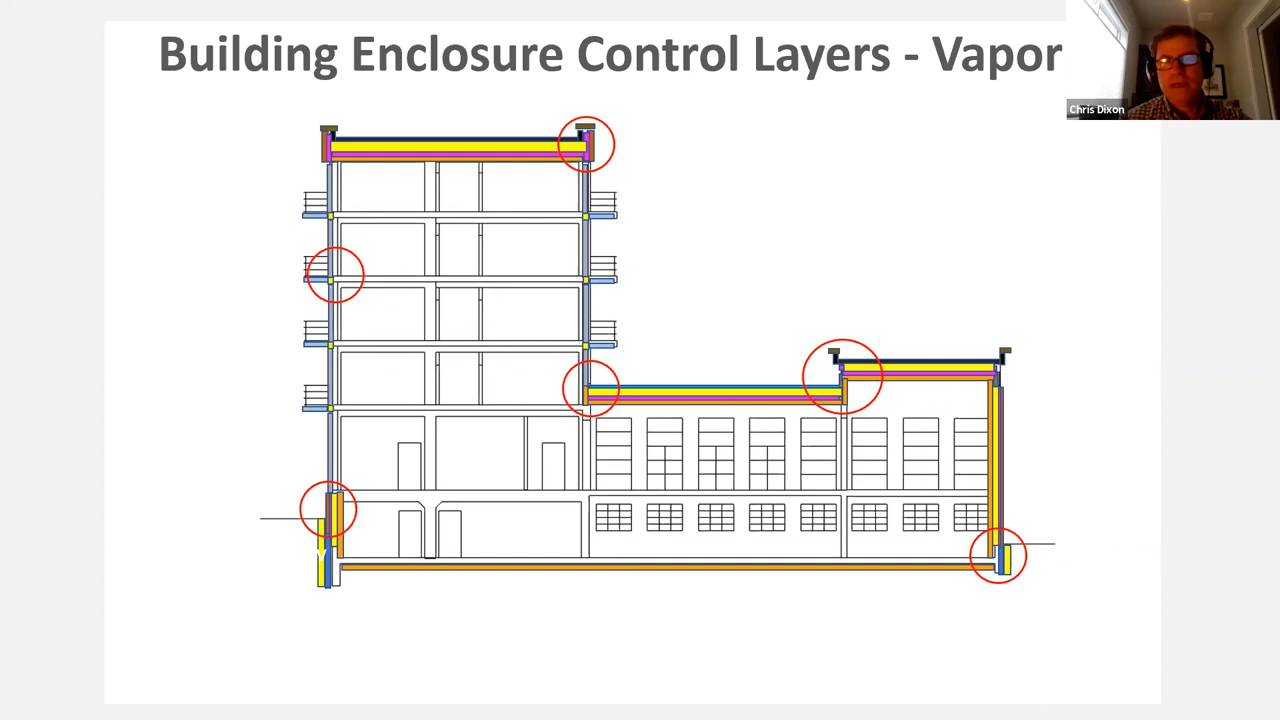 Building Enclosure Control Layers - Vapor
Chris Dixon